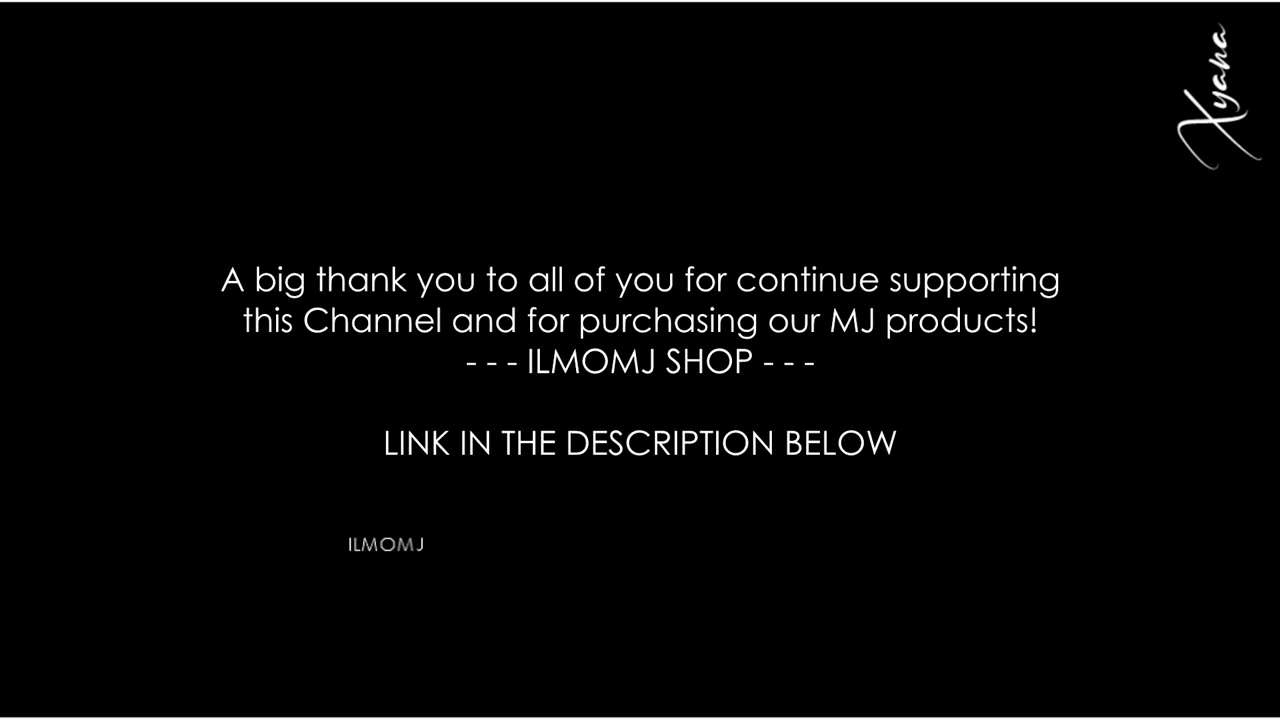 Xyana
A big thank you to all of you for continue supporting
this Channel and for purchasing our MJ products!
- - - ILMOMJ SHOP - - -
LINK IN THE DESCRIPTION BELOW
ILMOMJ